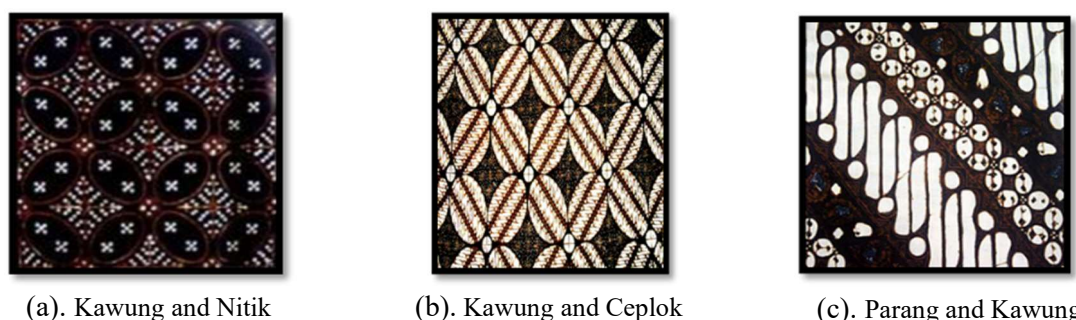 (a). Kawung and Nitik
(b). Kawung and Ceplok
(c). Parang and Kawung